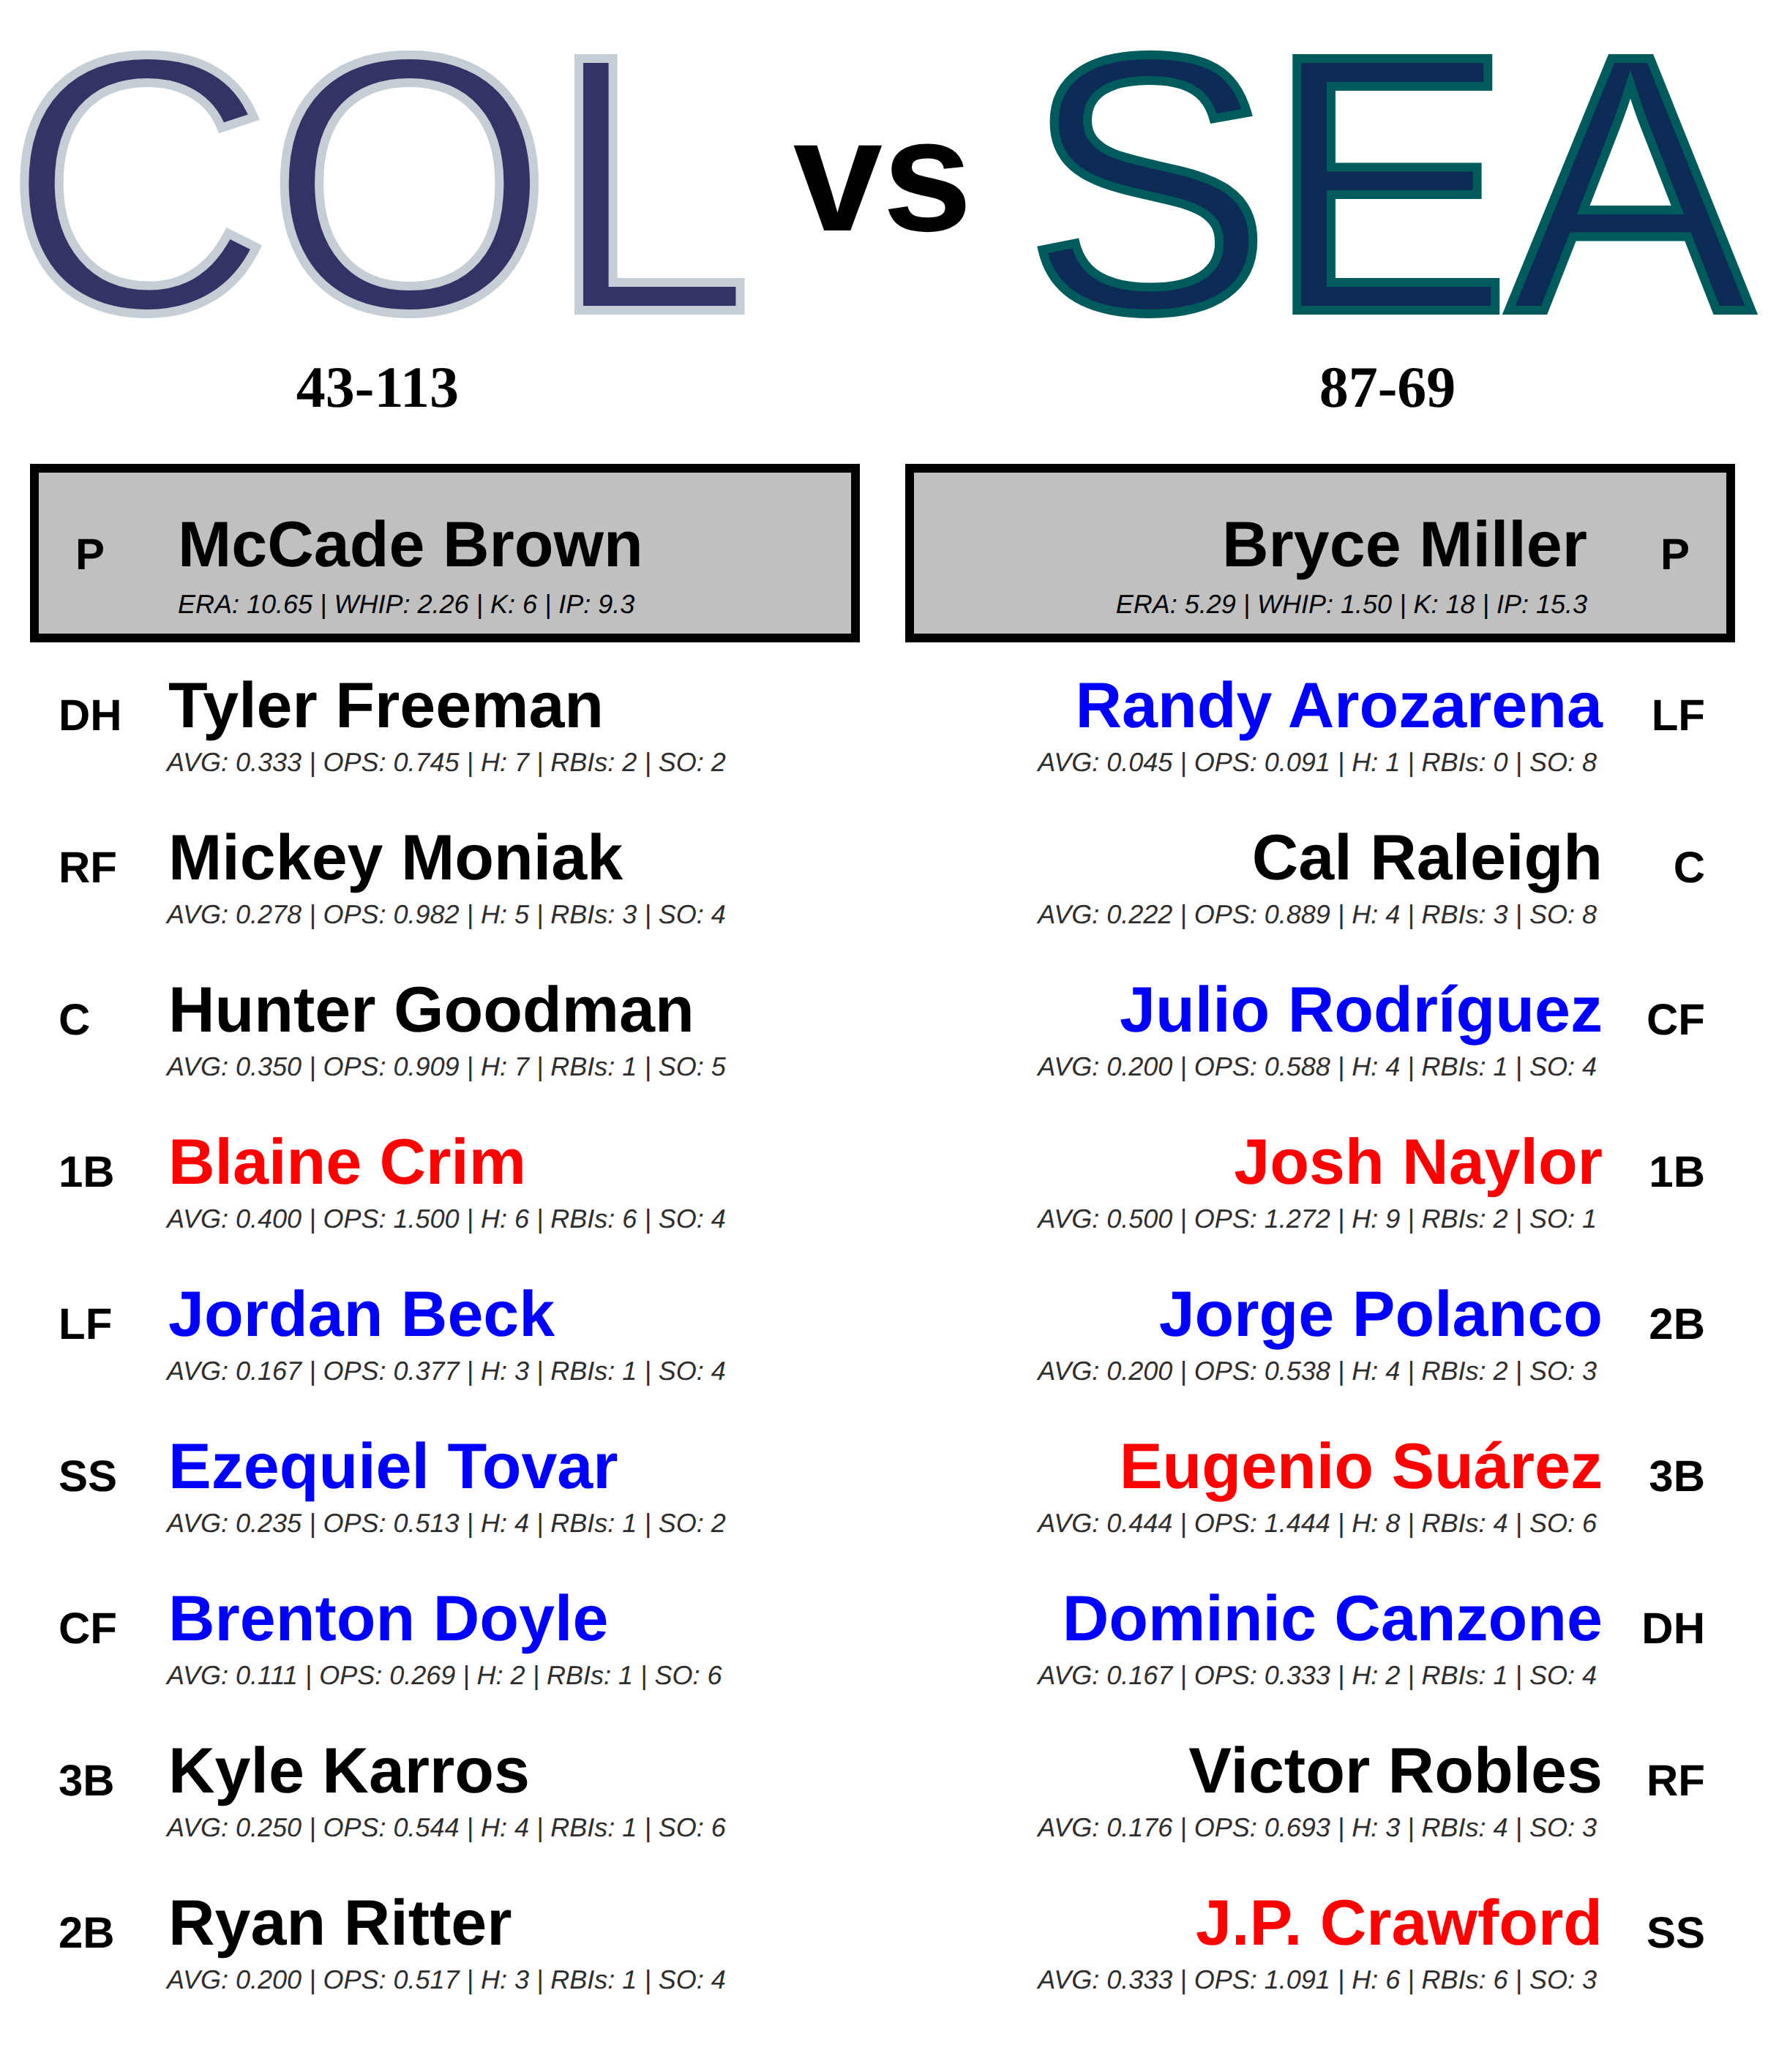 COL vs SEA
43-113 87-69
P McCade Brown Bryce Miller P
ERA: 10.65 | WHIP: 2.26 | K: 6 | IP: 9.3 ERA: 5.29 | WHIP: 1.50 | K: 18 | IP: 15.3
DH Tyler Freeman Randy Arozarena LF
AVG: 0.333 | OPS: 0.745 | H: 7 | RBIs: 2 | SO: 2 AVG: 0.045 | OPS: 0.091 | H: 1 | RBIs: 0 | SO: 8
RF Mickey Moniak Cal Raleigh C
AVG: 0.278 | OPS: 0.982 | H: 5 | RBIs: 3 | SO: 4 AVG: 0.222 | OPS: 0.889 | H: 4 | RBIs: 3 | SO: 8
C Hunter Goodman Julio Rodríguez CF
AVG: 0.350 | OPS: 0.909 | H: 7 | RBIs: 1 | SO: 5 AVG: 0.200 | OPS: 0.588 | H: 4 | RBIs: 1 | SO: 4
1B Blaine Crim Josh Naylor 1B
AVG: 0.400 | OPS: 1.500 | H: 6 | RBIs: 6 | SO: 4 AVG: 0.500 | OPS: 1.272 | H: 9 | RBIs: 2 | SO: 1
LF Jordan Beck Jorge Polanco 2B
AVG: 0.167 | OPS: 0.377 | H: 3 | RBIs: 1 | SO: 4 AVG: 0.200 | OPS: 0.538 | H: 4 | RBIs: 2 | SO: 3
SS Ezequiel Tovar Eugenio Suárez 3B
AVG: 0.235 | OPS: 0.513 | H: 4 | RBIs: 1 | SO: 2 AVG: 0.444 | OPS: 1.444 | H: 8 | RBIs: 4 | SO: 6
CF Brenton Doyle Dominic Canzone DH
AVG: 0.111 | OPS: 0.269 | H: 2 | RBIs: 1 | SO: 6 AVG: 0.167 | OPS: 0.333 | H: 2 | RBIs: 1 | SO: 4
3B Kyle Karros Victor Robles RF
AVG: 0.250 | OPS: 0.544 | H: 4 | RBIs: 1 | SO: 6 AVG: 0.176 | OPS: 0.693 | H: 3 | RBIs: 4 | SO: 3
2B Ryan Ritter J.P. Crawford SS
AVG: 0.200 | OPS: 0.517 | H: 3 | RBIs: 1 | SO: 4 AVG: 0.333 | OPS: 1.091 | H: 6 | RBIs: 6 | SO: 3